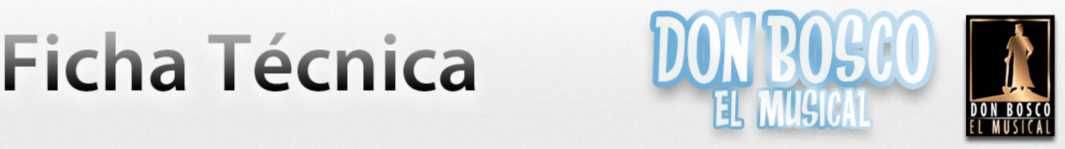 Ficha Técnica
DON BOSCO
EL MUSICAL
DON BOSCO
EL MUSICAL